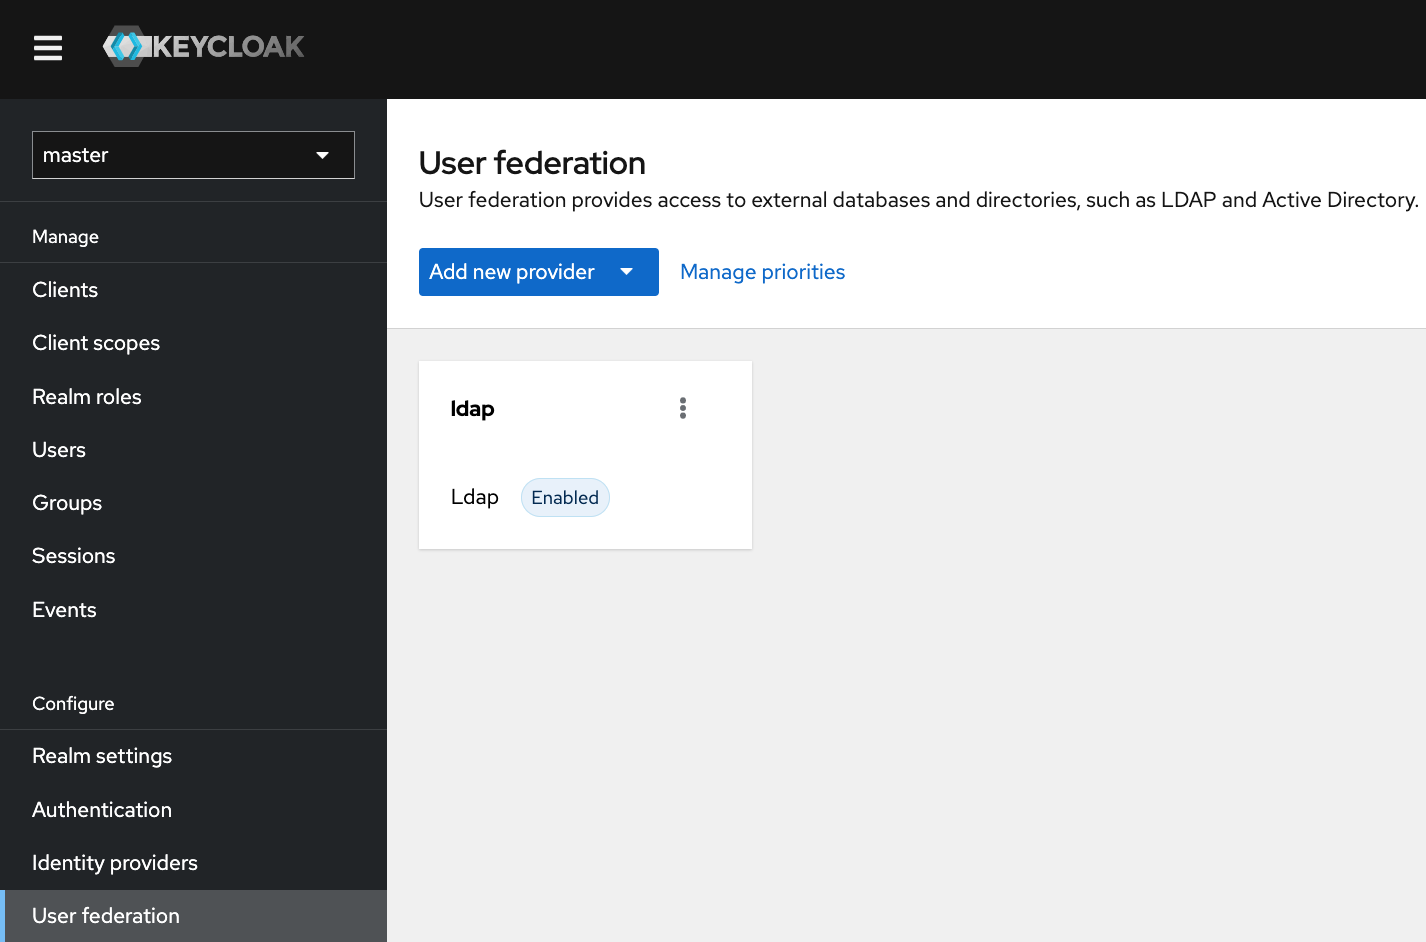 KEYCLOAK
master
Manage
Clients
Client scopes
Realm roles
Users
Groups
Sessions
Events
Configure
Realm settings
Authentication
Identity providers
User federation
User federation
User federation provides access to external databases and directories, such as LDAP and Active Directory.
Add new provider
Manage priorities
ldap
Ldap Enabled